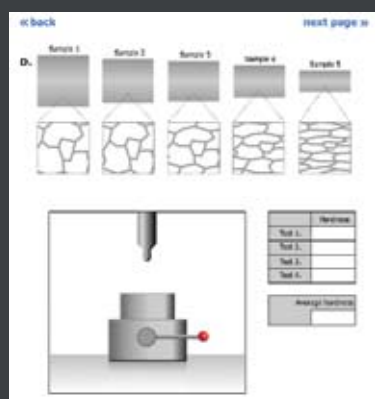 «back
next page »
D.
Sample 1
Sample 2
Sample 3
Sample 4
Sample 5
Hardness
Test 1.
Test 2.
Test 3.
Test 4.
Average hardness